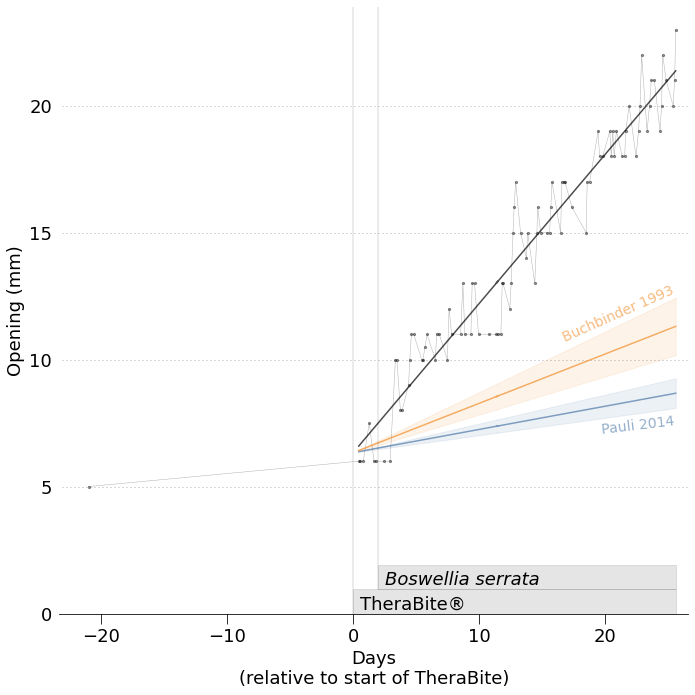 20
15
10
5
0
Opening (mm)
Buchbinder 1993
Pauli 2014
Boswellia serrata
TheraBite®
−20
−10
0
10
20
Days
(relative to start of TheraBite)